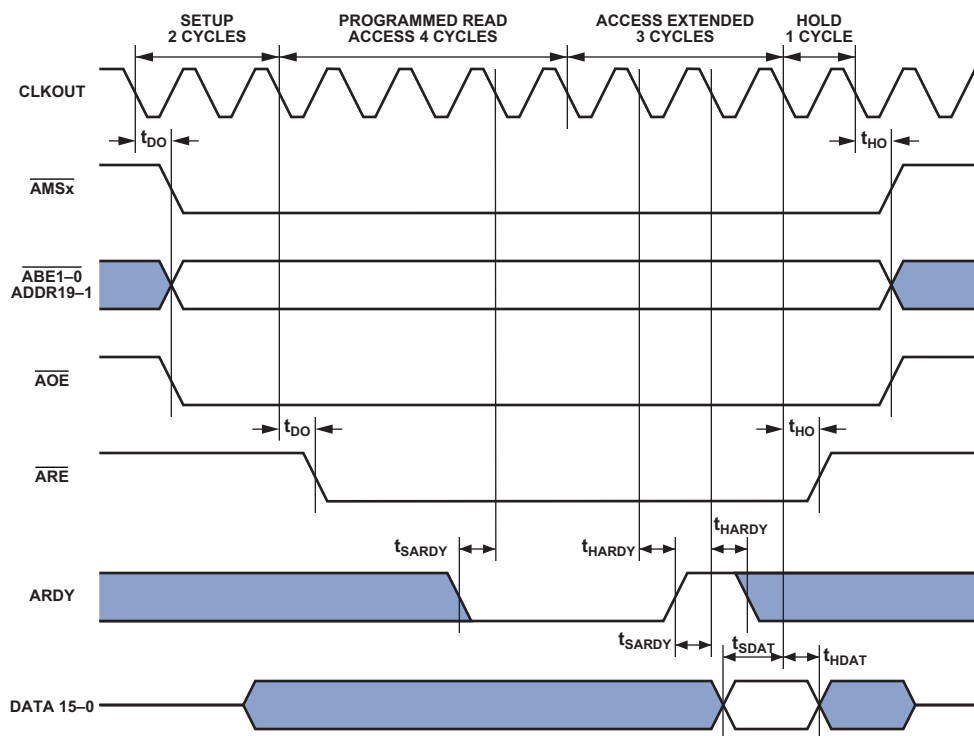 SETUP
2 CYCLES
PROGRAMMED READ
ACCESS 4 CYCLES
ACCESS EXTENDED
3 CYCLES
HOLD
1 CYCLE
CLKOUT
tDO
tHO
AMSx
ABE1–0
ADDR19–1
AOE
tDO
tHO
ARE
tSARDY
tHARDY
tHARDY
ARDY
tSARDY
tSDAT
tHDAT
DATA 15–0